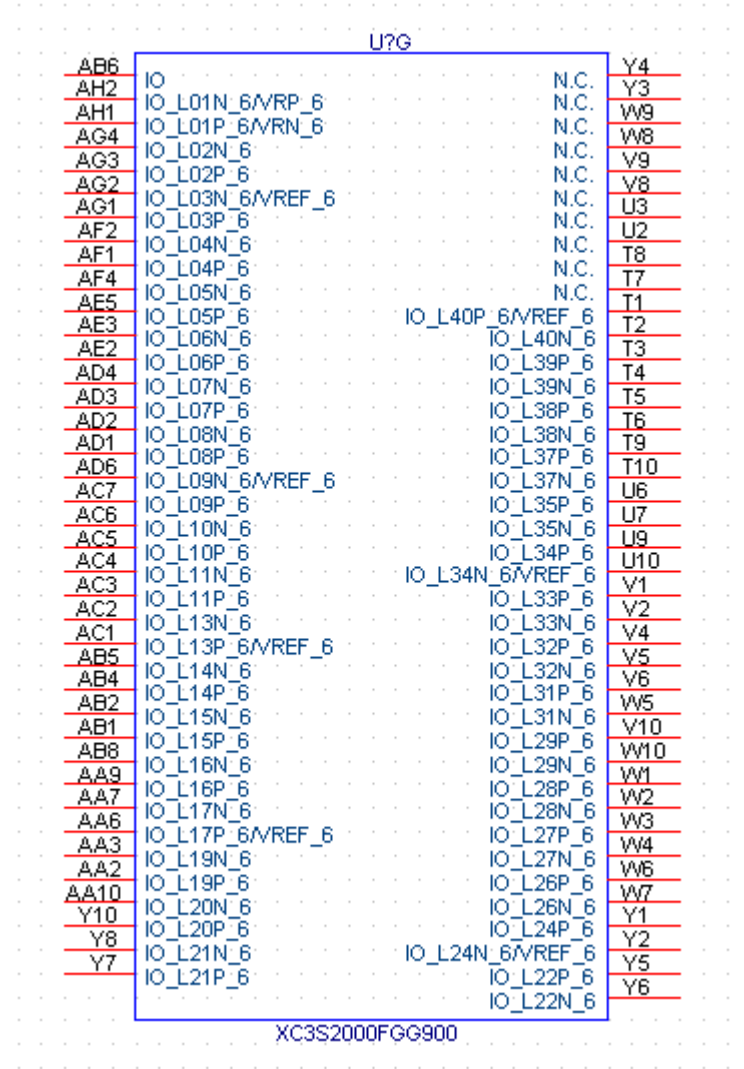 U?G
AB6 IO N.C. Y4
AH2 IO_L01N_6/VRP_6 N.C. Y3
AH1 IO_L01P_6/VRN_6 N.C. W9
AG4 IO_L02N_6 N.C. W8
AG3 IO_L02P_6 N.C. V9
AG2 IO_L03N_6/VREF_6 N.C. V8
AG1 IO_L03P_6 N.C. U3
AF2 IO_L04N_6 N.C. U2
AF1 IO_L04P_6 N.C. T8
AF4 IO_L05N_6 N.C. T7
AE5 IO_L05P_6 IO_L40P_6/VREF_6 T1
AE3 IO_L06N_6 IO_L40N_6 T2
AE2 IO_L06P_6 IO_L39P_6 T3
AD4 IO_L07N_6 IO_L39N_6 T4
AD3 IO_L07P_6 IO_L38P_6 T5
AD2 IO_L08N_6 IO_L38N_6 T6
AD1 IO_L08P_6 IO_L37P_6 T9
AD6 IO_L09N_6/VREF_6 IO_L37N_6 T10
AC7 IO_L09P_6 IO_L35P_6 U6
AC6 IO_L10N_6 IO_L35N_6 U7
AC5 IO_L10P_6 IO_L34P_6 U9
AC4 IO_L11N_6 IO_L34N_6/VREF_6 U10
AC3 IO_L11P_6 IO_L33P_6 V1
AC2 IO_L13N_6 IO_L33N_6 V2
AC1 IO_L13P_6/VREF_6 IO_L32P_6 V4
AB5 IO_L14N_6 IO_L32N_6 V5
AB4 IO_L14P_6 IO_L31P_6 V6
AB2 IO_L15N_6 IO_L31N_6 W5
AB1 IO_L15P_6 IO_L29P_6 V10
AB8 IO_L16N_6 IO_L29N_6 W10
AA9 IO_L16P_6 IO_L28P_6 W1
AA7 IO_L17N_6 IO_L28N_6 W2
AA6 IO_L17P_6/VREF_6 IO_L27P_6 W3
AA3 IO_L19N_6 IO_L27N_6 W4
AA2 IO_L19P_6 IO_L26P_6 W6
AA10 IO_L20N_6 IO_L26N_6 W7
Y10 IO_L20P_6 IO_L24P_6 Y1
Y8 IO_L21N_6 IO_L24N_6/VREF_6 Y2
Y7 IO_L21P_6 IO_L22P_6 Y5
IO_L22N_6 Y6
XC3S2000FGG900